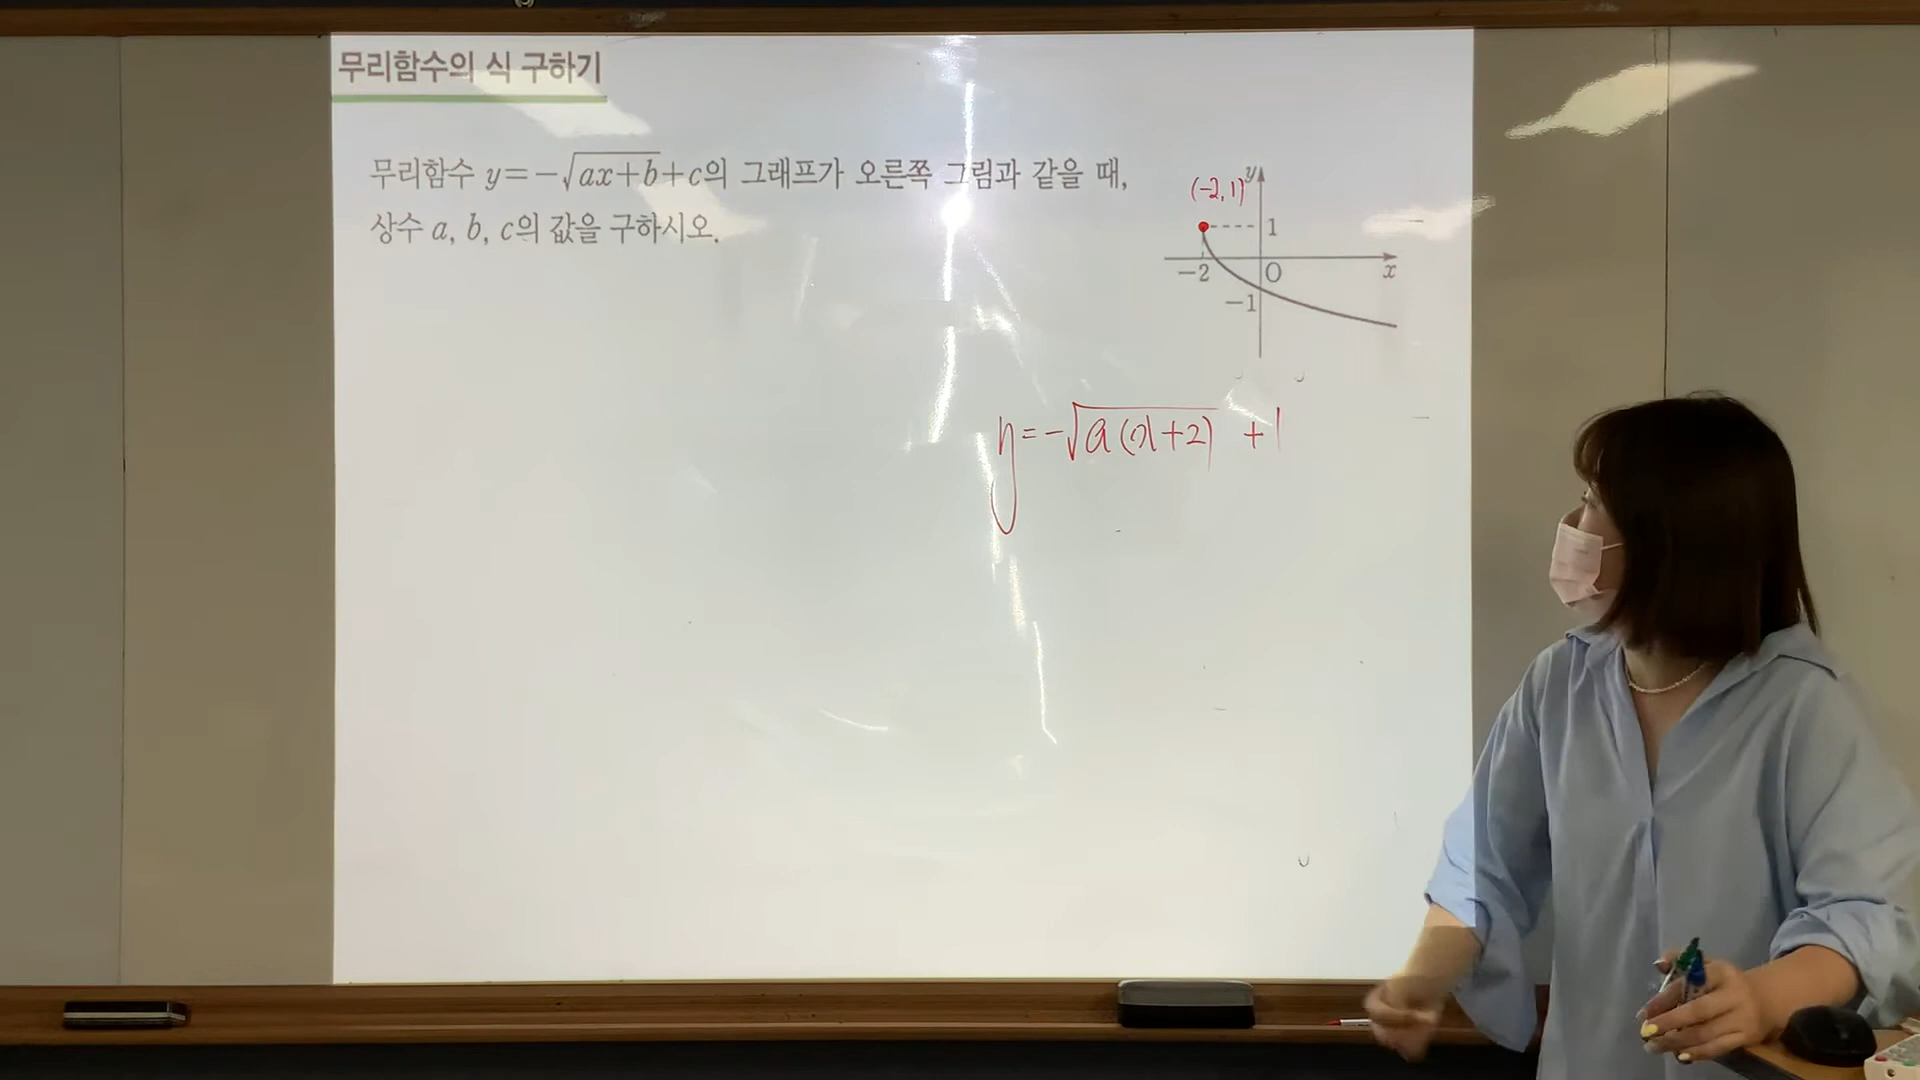 무리함수의 식 구하기
무리함수 y=-√(ax+b)+c의 그래프가 오른쪽 그림과 같을 때,
상수 a, b, c의 값을 구하시오.
(-2, 1)
y
1
-2
O
x
-1
y=-√(a(x+2)) +1